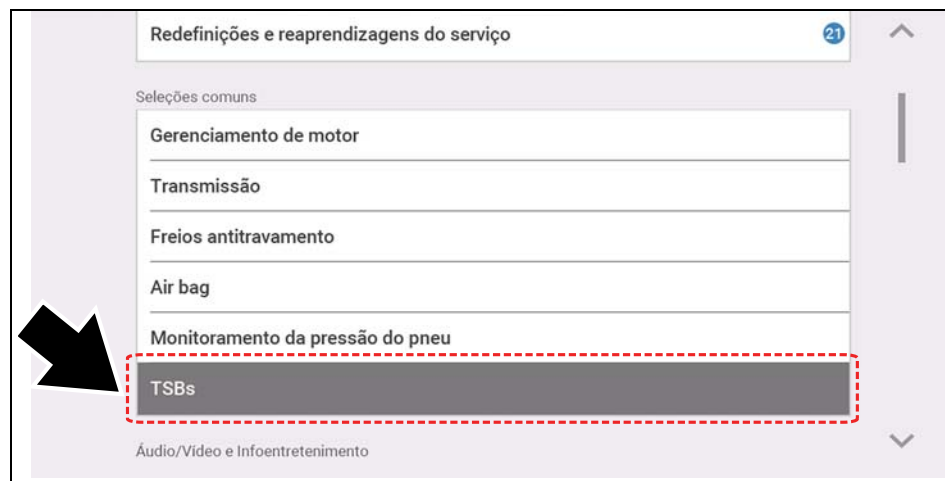 Redefinições e reaprendizagens do serviço 21
Seleções comuns
Gerenciamento de motor
Transmissão
Freios antitravamento
Air bag
Monitoramento da pressão do pneu
TSBs
Áudio/Vídeo e Infoentretenimento